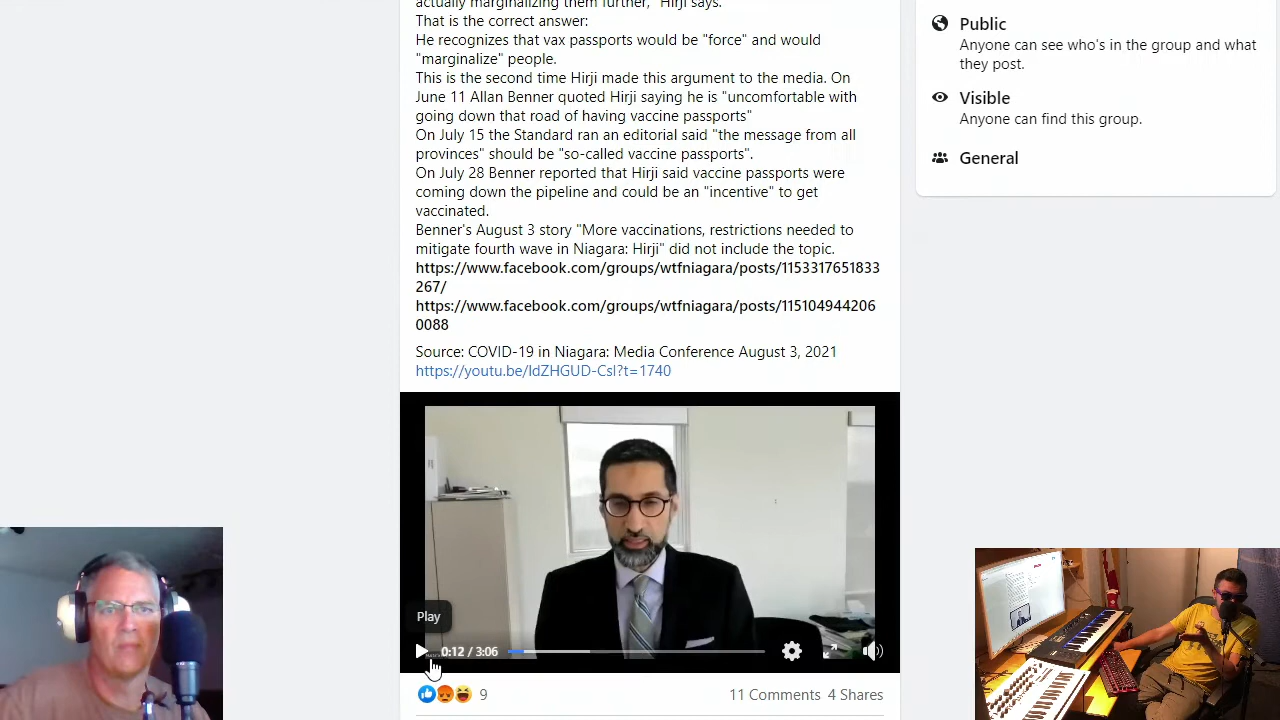 actually marginalizing them further," Hirji says.
That is the correct answer:
He recognizes that vax passports would be "force" and would
"marginalize" people.
This is the second time Hirji made this argument to the media. On
June 11 Allan Benner quoted Hirji saying he is "uncomfortable with
going down that road of having vaccine passports"
On July 15 the Standard ran an editorial said "the message from all
provinces" should be "so-called vaccine passports".
On July 28 Benner reported that Hirji said vaccine passports were
coming down the pipeline and could be an "incentive" to get
vaccinated.
Benner's August 3 story "More vaccinations, restrictions needed to
mitigate fourth wave in Niagara: Hirji" did not include the topic.
https://www.facebook.com/groups/wtfniagara/posts/1153317651833
267/
https://www.facebook.com/groups/wtfniagara/posts/115104944206
0088
Source: COVID-19 in Niagara: Media Conference August 3, 2021
https://youtu.be/IdZHGUD-CsI?t=1740
Play
0:12 / 3:06
9
11 Comments 4 Shares
Public
Anyone can see who's in the group and what
they post.
Visible
Anyone can find this group.
General